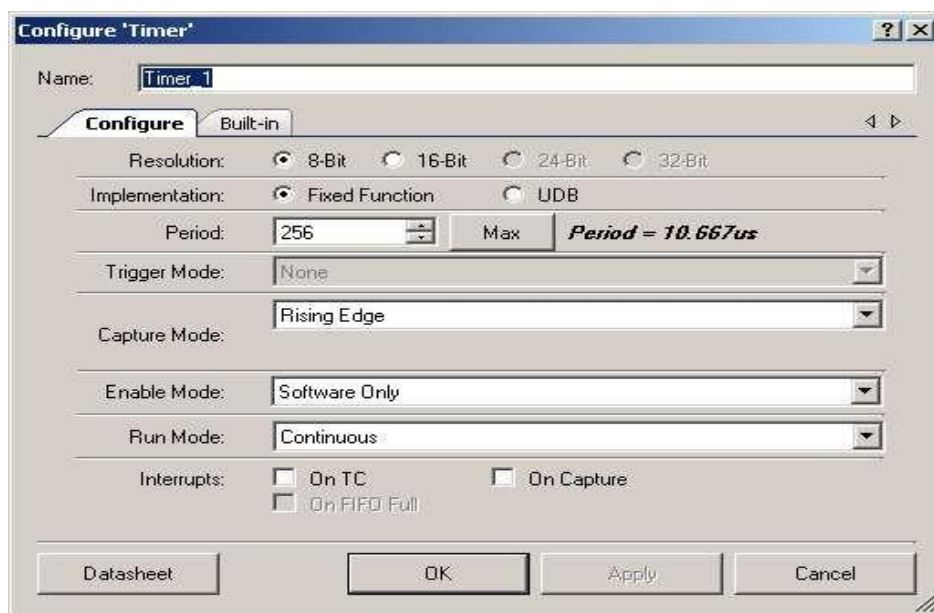 Configure 'Timer'
Name: Timer_1
Configure Built-in
Resolution: 8-Bit 16-Bit 24-Bit 32-Bit
Implementation: Fixed Function UDB
Period: 256 Max Period = 10.667us
Trigger Mode: None
Capture Mode: Rising Edge
Enable Mode: Software Only
Run Mode: Continuous
Interrupts: On TC On Capture
On FIFO Full
Datasheet OK Apply Cancel